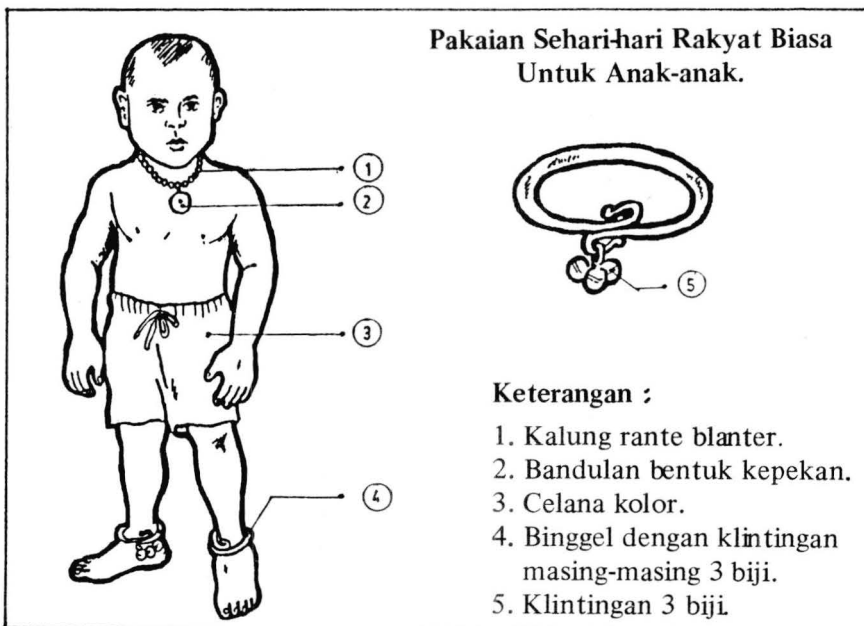 Pakaian Sehari-hari Rakyat Biasa
Untuk Anak-anak.
1
2
3
4
5
Keterangan :
1. Kalung rante blanter.
2. Bandulan bentuk kepekan.
3. Celana kolor.
4. Binggel dengan klintingan
masing-masing 3 biji.
5. Klintingan 3 biji.